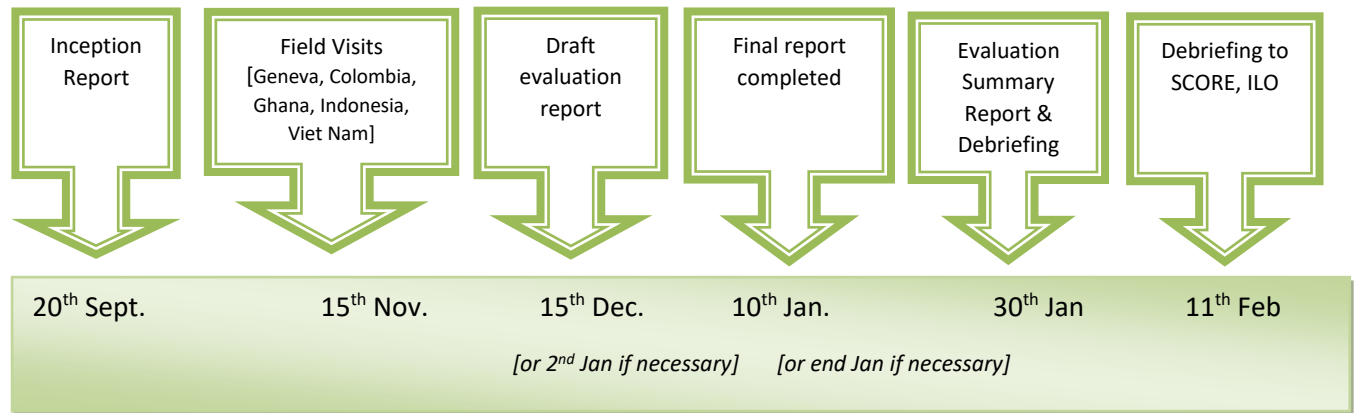 Inception
Report
Field Visits
[Geneva, Colombia,
Ghana, Indonesia,
Viet Nam]
Draft
evaluation
report
Final report
completed
Evaluation
Summary
Report &
Debriefing
Debriefing to
SCORE, ILO
20th Sept. 15th Nov. 15th Dec. 10th Jan. 30th Jan 11th Feb
[or 2nd Jan if necessary] [or end Jan if necessary]